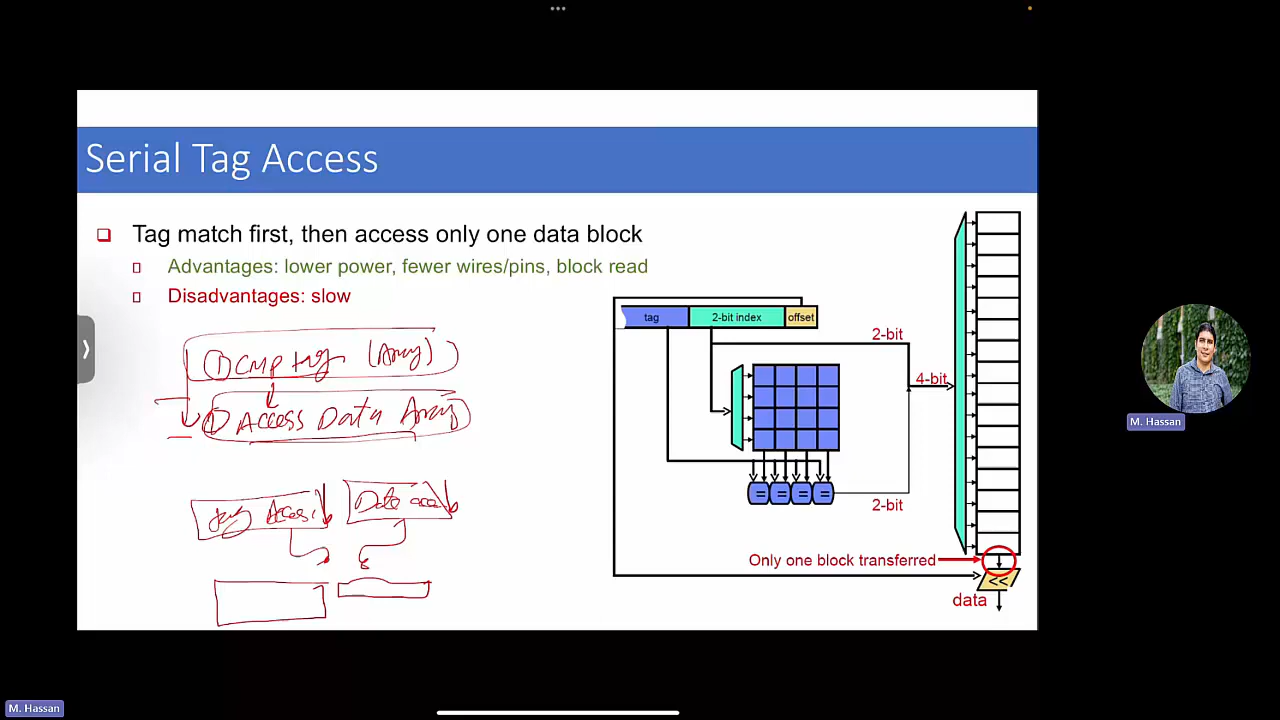 Serial Tag Access
Tag match first, then access only one data block
Advantages: lower power, fewer wires/pins, block read
Disadvantages: slow
tag
2-bit index
offset
2-bit
4-bit
=
=
=
=
2-bit
Only one block transferred
<<
data
① CMP tag (Array)
Access Data Array
Tag Access
Data
M. Hassan
M. Hassan